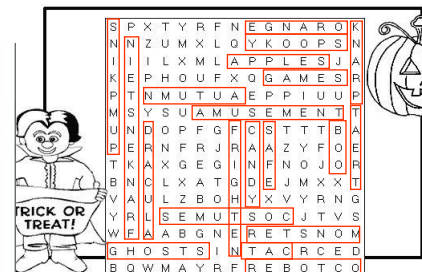 S P X T Y R F N E G N A R O K
N N Z U M X L Q Y K O O P S N
I I I L X M L A P P L E S J A
K E P H O U F X Q G A M E S R
P T N M U T U A E P P I U U P
M S Y S U A M U S E M E N T T
U N D O P F G F C S T T T B A
P E R N F R J R A A Z Y F O E
T K A X G E G I N F N O J O R
B N C L X A T G D E J M X X T
V A U L Z B O H Y X V Y R N G
Y R L S E M U T S O C J T V S
W F A A B G N E R E T S N O M
G H O S T S I N T A C R C E D
B Q W M A Y R F R E B O T C O
TRICK OR
TREAT!